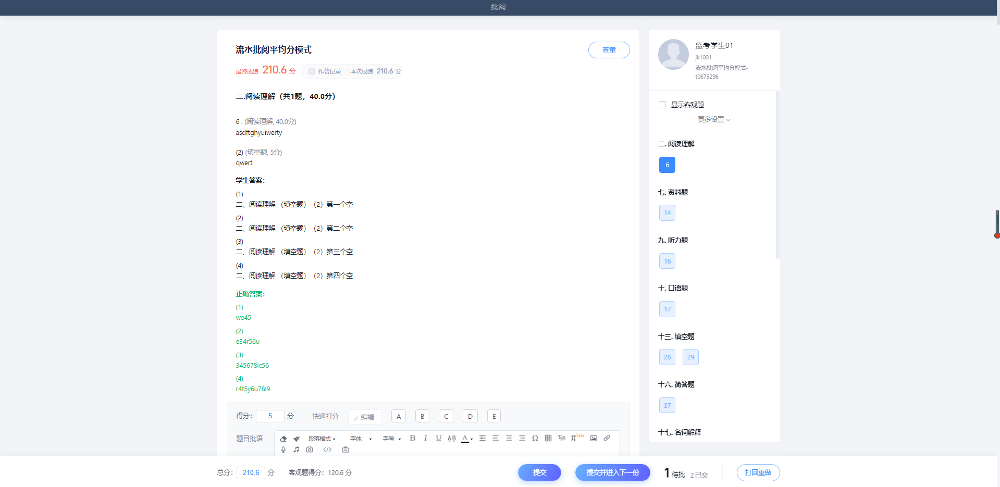 批阅
流水批阅平均分模式
查重
最终成绩 210.6 分 作答记录 本次成绩 210.6 分
二.阅读理解（共1题，40.0分）
6 . (阅读理解, 40.0分)
asdftghyuiwerty
(2) (填空题, 5分)
qwert
学生答案：
(1)
二、阅读理解 （填空题）（2）第一个空
(2)
二、阅读理解 （填空题）（2）第二个空
(3)
二、阅读理解 （填空题）（2）第三个空
(4)
二、阅读理解 （填空题）（2）第四个空
正确答案：
(1)
we45
(2)
e34r56u
(3)
345678ic56
(4)
r4t5y6u78i9
得分： 5 分 快速打分 编辑 A B C D E
题目批语 段落格式 字体 字号 B I U AB A Ω TEX π beta
</>
监考学生01
jk1001
流水批阅平均分模式-
t0675296
显示客观题
更多设置
二. 阅读理解
6
七. 资料题
14
九. 听力题
16
十. 口语题
17
十三. 填空题
28 29
十六. 简答题
37
十七. 名词解释
总分： 210.6 分 客观题得分：120.6 分 提交 提交并进入下一份 1 待批 2 已交 打回重做